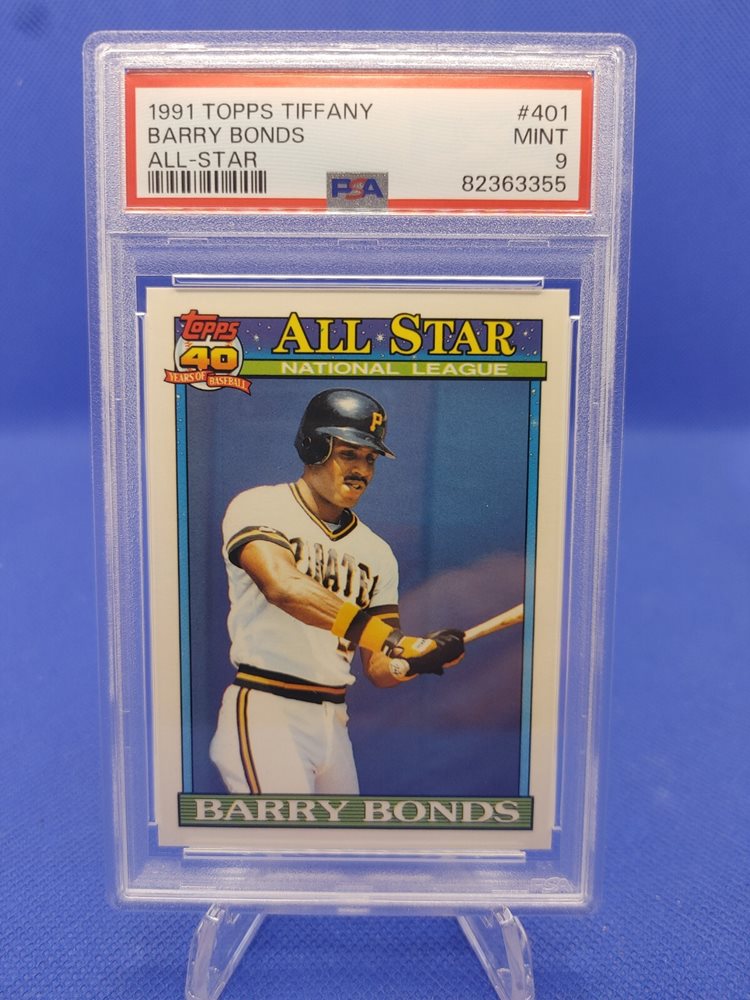 1991 TOPPS TIFFANY #401
BARRY BONDS MINT
ALL-STAR 9
PSA 82363355
TOPPS
40
YEARS OF BASEBALL
ALL STAR
NATIONAL LEAGUE
P
PIRATES
BARRY BONDS